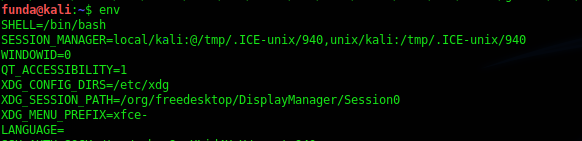 funda@kali:~$ env
SHELL=/bin/bash
SESSION_MANAGER=local/kali:@/tmp/.ICE-unix/940,unix/kali:/tmp/.ICE-unix/940
WINDOWID=0
QT_ACCESSIBILITY=1
XDG_CONFIG_DIRS=/etc/xdg
XDG_SESSION_PATH=/org/freedesktop/DisplayManager/Session0
XDG_MENU_PREFIX=xfce-
LANGUAGE=